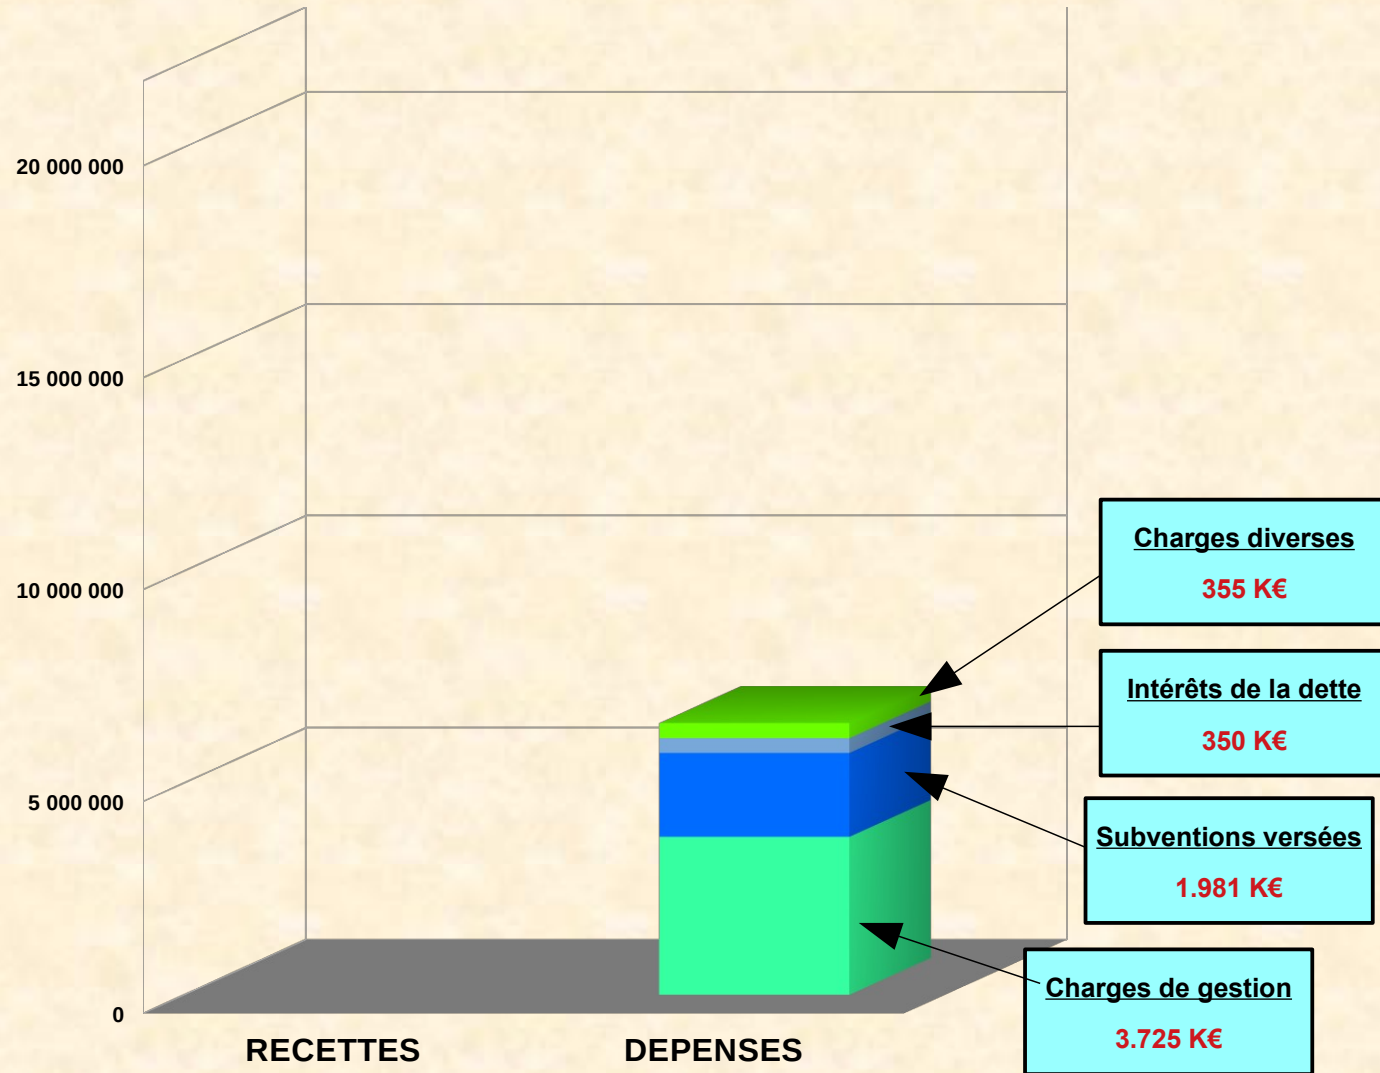 20 000 000
15 000 000
10 000 000
5 000 000
0
RECETTES
DEPENSES
Charges diverses
355 K€
Intérêts de la dette
350 K€
Subventions versées
1.981 K€
Charges de gestion
3.725 K€